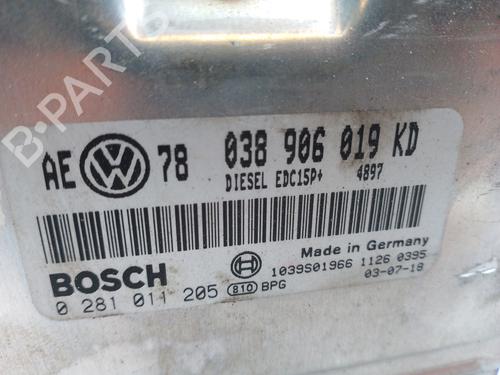 B-PARTS
AE VW 78 038 906 019 KD
DIESEL EDC15P+ 4897
Made in Germany
BOSCH 1039S01966 1126 0395
0 281 011 205 810 BPG 03-07-18